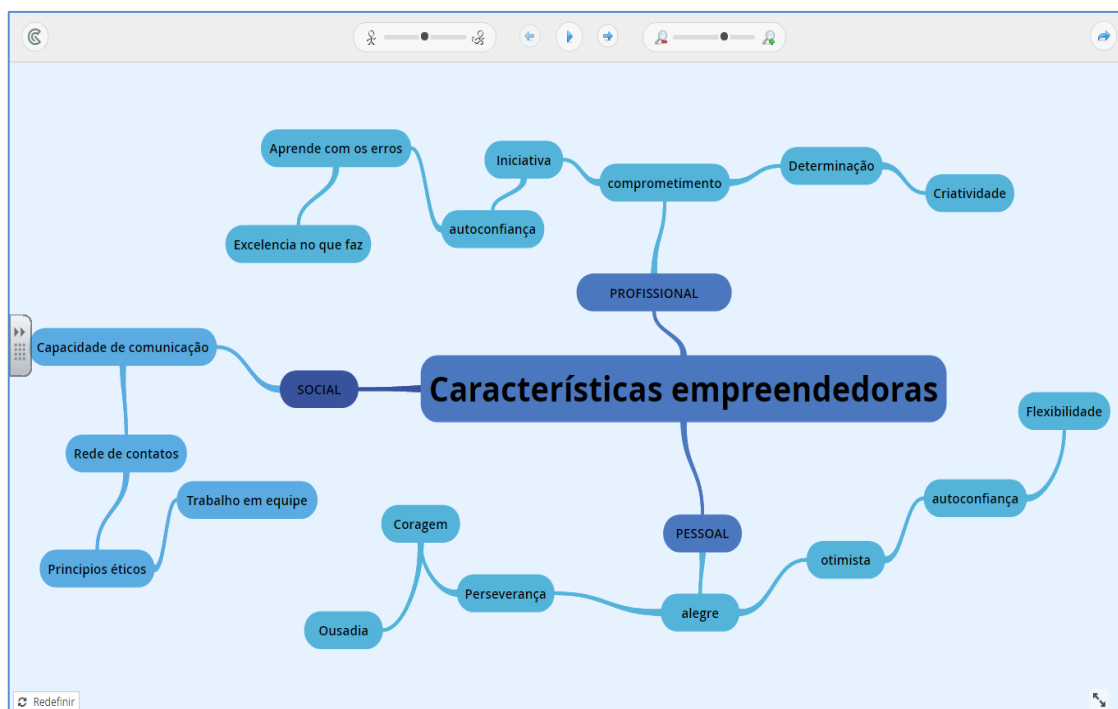 Aprende com os erros
Iniciativa
comprometimento
Determinação
Criatividade
autoconfiança
Excelencia no que faz
PROFISSIONAL
Capacidade de comunicação
SOCIAL
Características empreendedoras
Flexibilidade
Rede de contatos
Trabalho em equipe
autoconfiança
Coragem
PESSOAL
otimista
Principios éticos
Perseverança
alegre
Ousadia
Redefinir